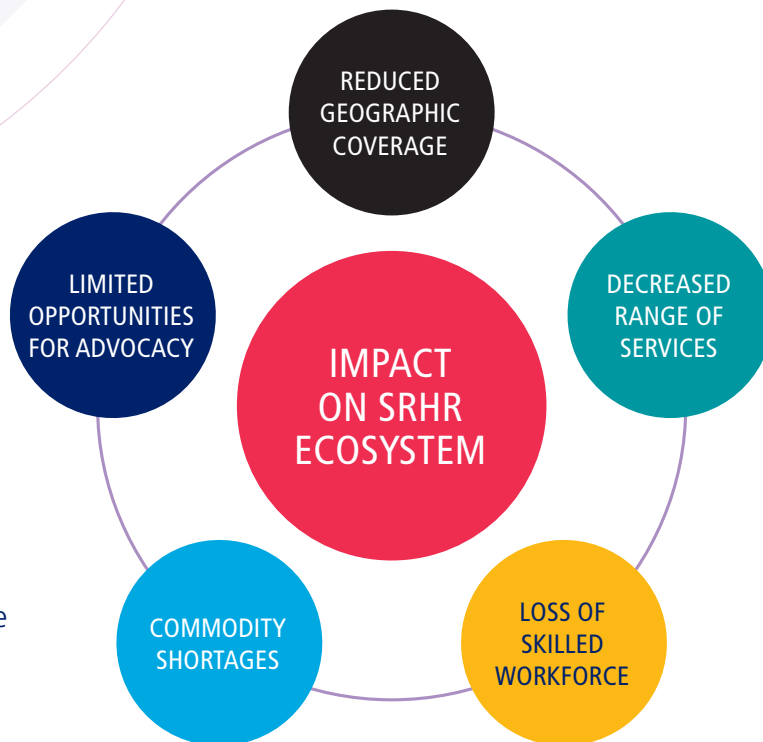 REDUCED
GEOGRAPHIC
COVERAGE
DECREASED
RANGE OF
SERVICES
LOSS OF
SKILLED
WORKFORCE
COMMODITY
SHORTAGES
LIMITED
OPPORTUNITIES
FOR ADVOCACY
IMPACT
ON SRHR
ECOSYSTEM
e